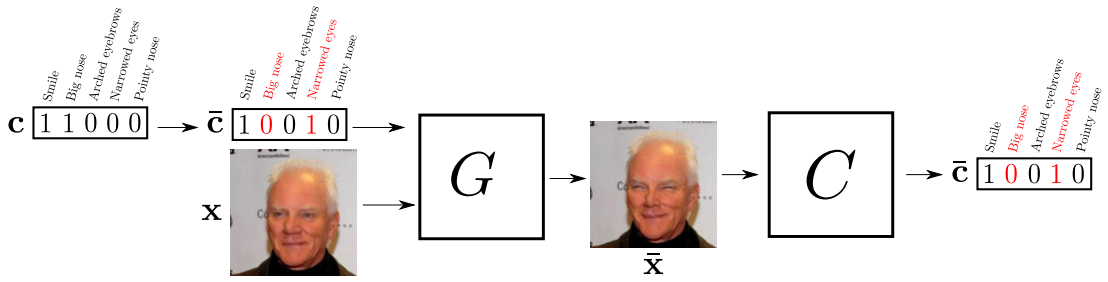 Smile
Big nose
Arched eyebrows
Narrowed eyes
Pointy nose
c 1 1 0 0 0
Smile
Big nose
Arched eyebrows
Narrowed eyes
Pointy nose
c̄ 1 0 0 1 0
x
G
x̄
C
Smile
Big nose
Arched eyebrows
Narrowed eyes
Pointy nose
c̄ 1 0 0 1 0